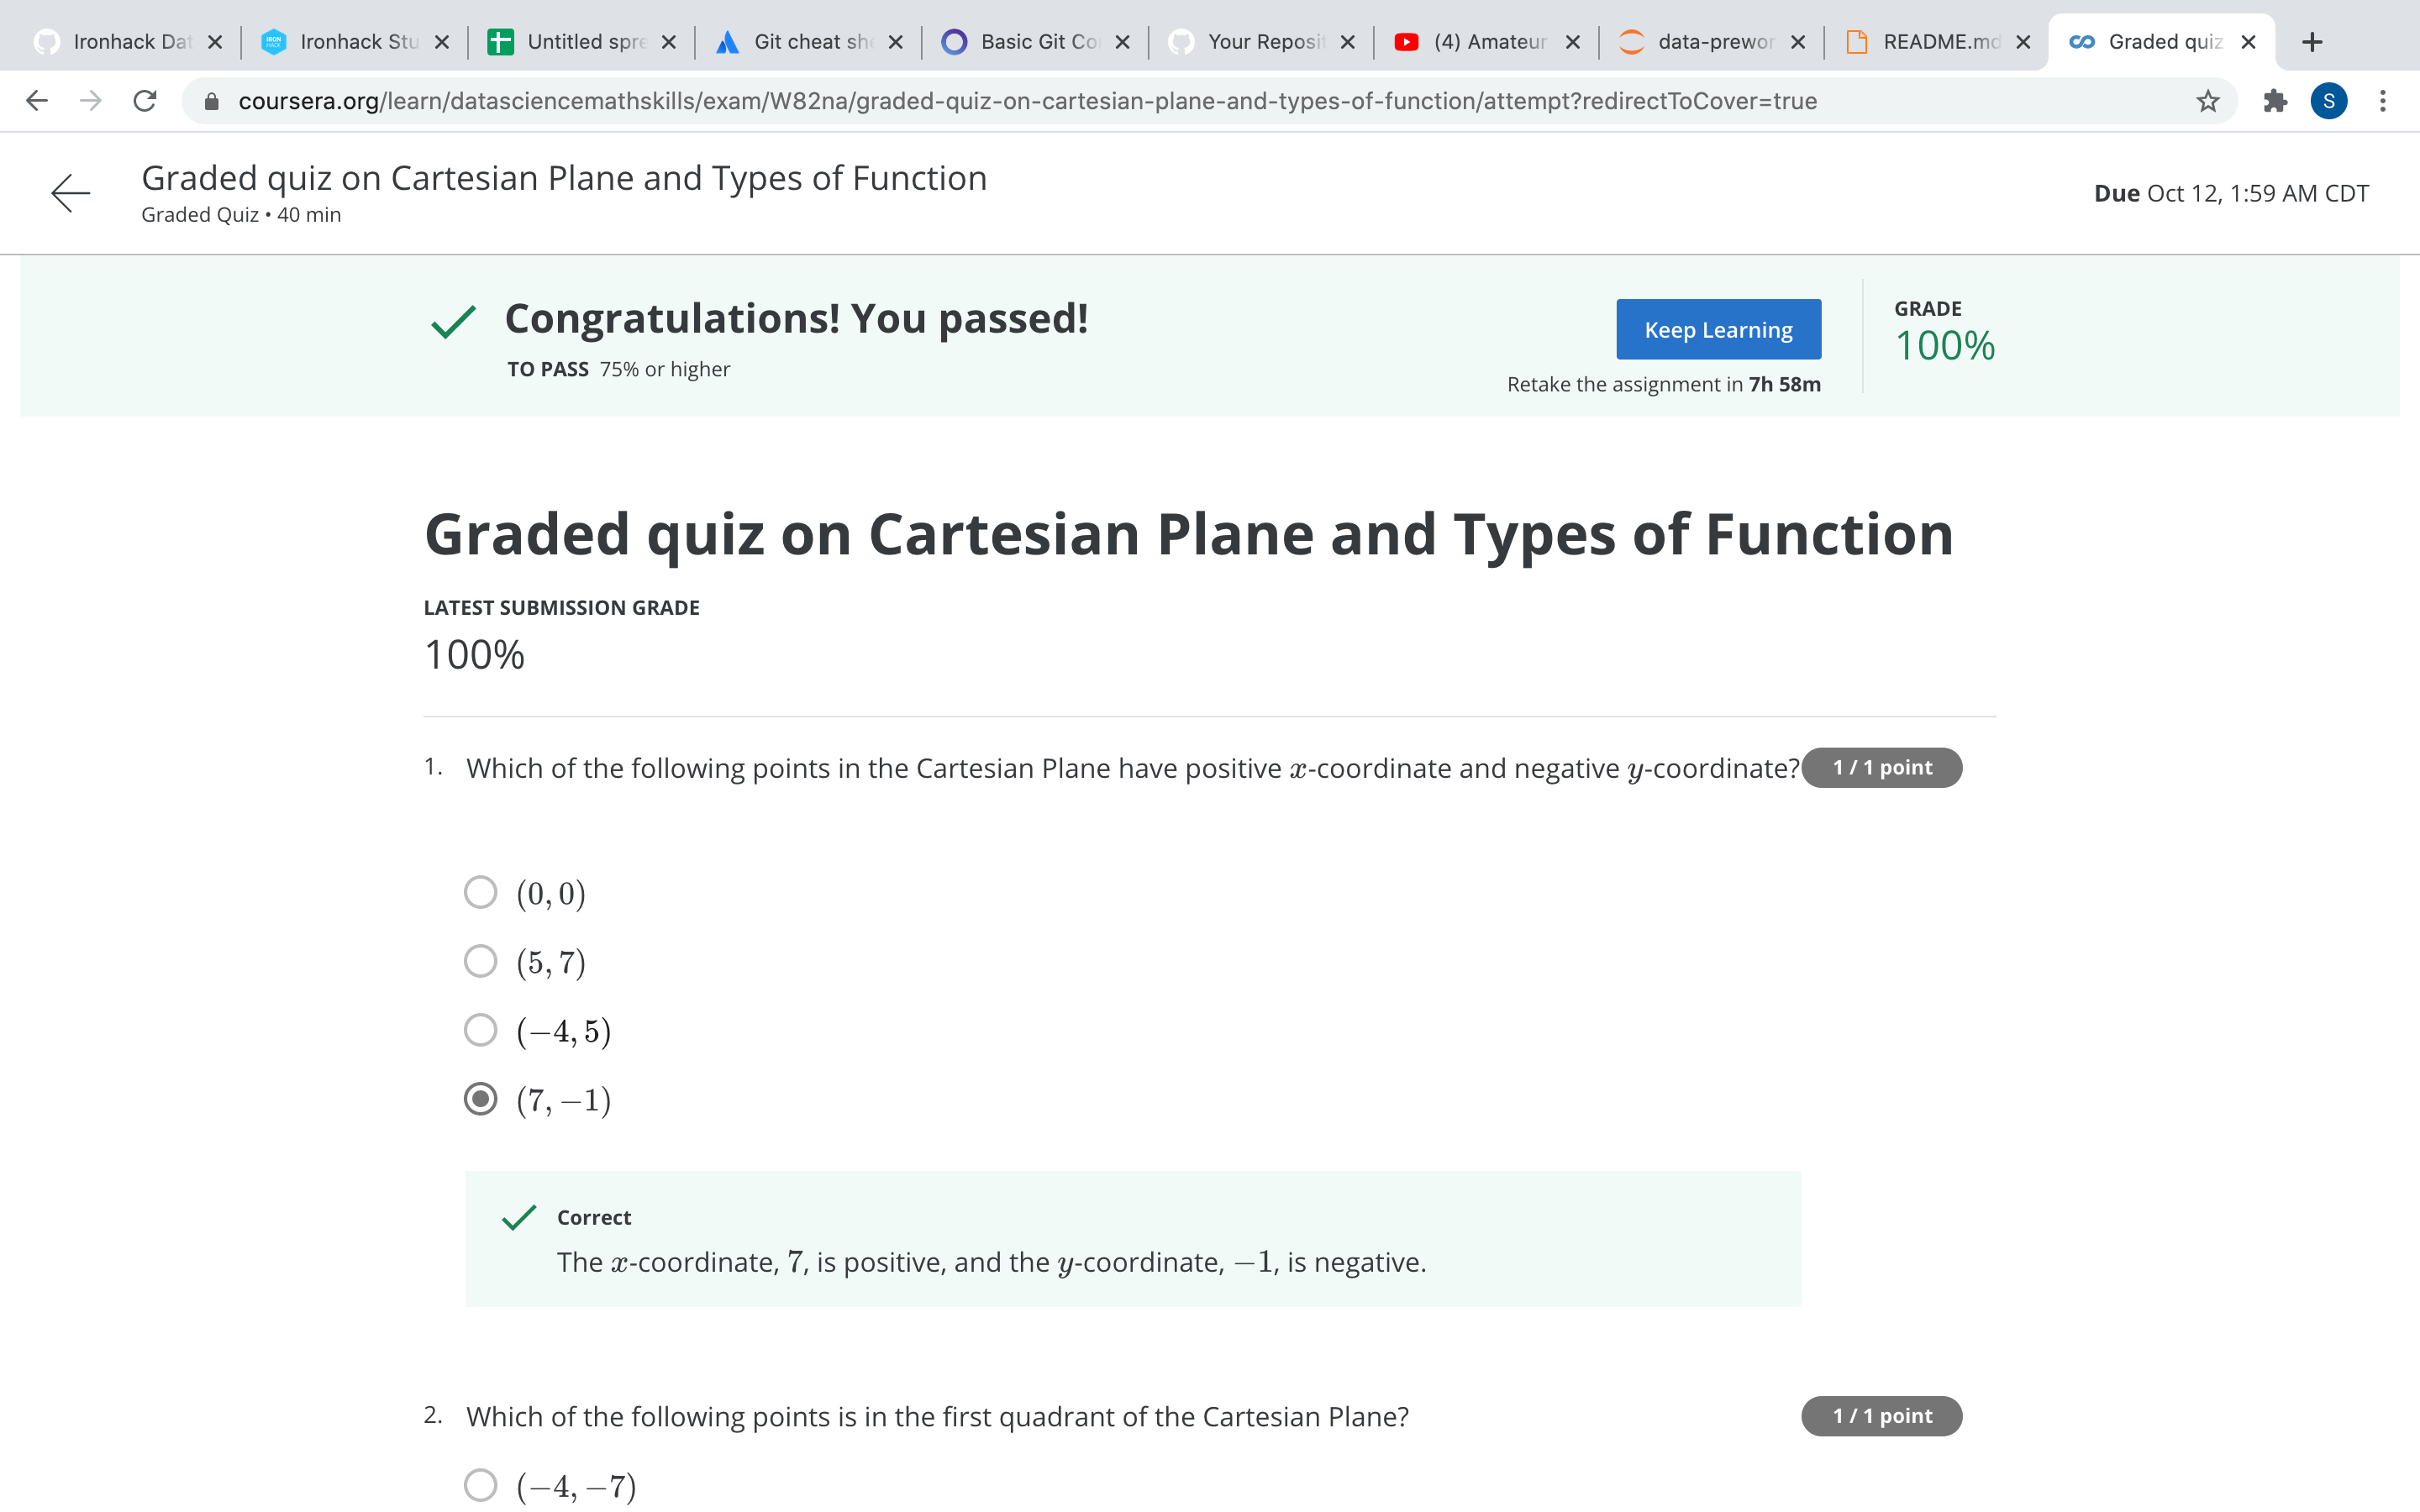 Ironhack Dat
Ironhack Stu
Untitled spre
Git cheat she
Basic Git Co
Your Reposit
(4) Amateur
data-prewor
README.md
Graded quiz
coursera.org/learn/datasciencemathskills/exam/W82na/graded-quiz-on-cartesian-plane-and-types-of-function/attempt?redirectToCover=true
S
Graded quiz on Cartesian Plane and Types of Function
Graded Quiz • 40 min
Due Oct 12, 1:59 AM CDT
Congratulations! You passed!
TO PASS 75% or higher
Keep Learning
Retake the assignment in 7h 58m
GRADE
100%
Graded quiz on Cartesian Plane and Types of Function
LATEST SUBMISSION GRADE
100%
1. Which of the following points in the Cartesian Plane have positive x-coordinate and negative y-coordinate?
1 / 1 point
(0, 0)
(5, 7)
(−4, 5)
(7, −1)
Correct
The x-coordinate, 7, is positive, and the y-coordinate, −1, is negative.
2. Which of the following points is in the first quadrant of the Cartesian Plane?
1 / 1 point
(−4, −7)